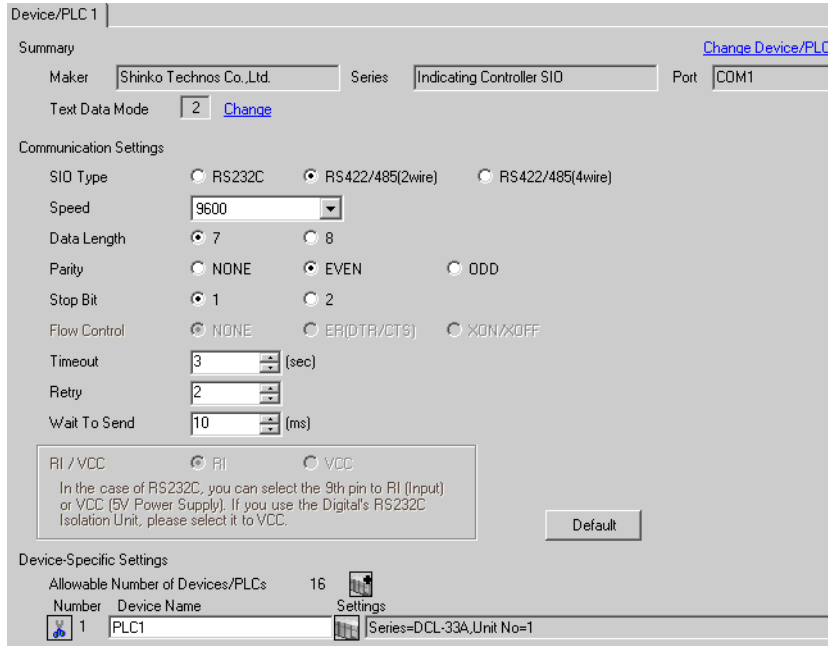 Device/PLC 1
Summary Change Device/PLC
Maker Shinko Technos Co.,Ltd. Series Indicating Controller SIO Port COM1
Text Data Mode 2 Change
Communication Settings
SIO Type RS232C RS422/485(2wire) RS422/485(4wire)
Speed 9600
Data Length 7 8
Parity NONE EVEN ODD
Stop Bit 1 2
Flow Control NONE ER(DTR/CTS) XON/XOFF
Timeout 3 (sec)
Retry 2
Wait To Send 10 (ms)
RI / VCC RI VCC
In the case of RS232C, you can select the 9th pin to RI (Input)
or VCC (5V Power Supply). If you use the Digital's RS232C
Isolation Unit, please select it to VCC.
Default
Device-Specific Settings
Allowable Number of Devices/PLCs 16
Number Device Name Settings
1 PLC1 Series=DCL-33A,Unit No=1